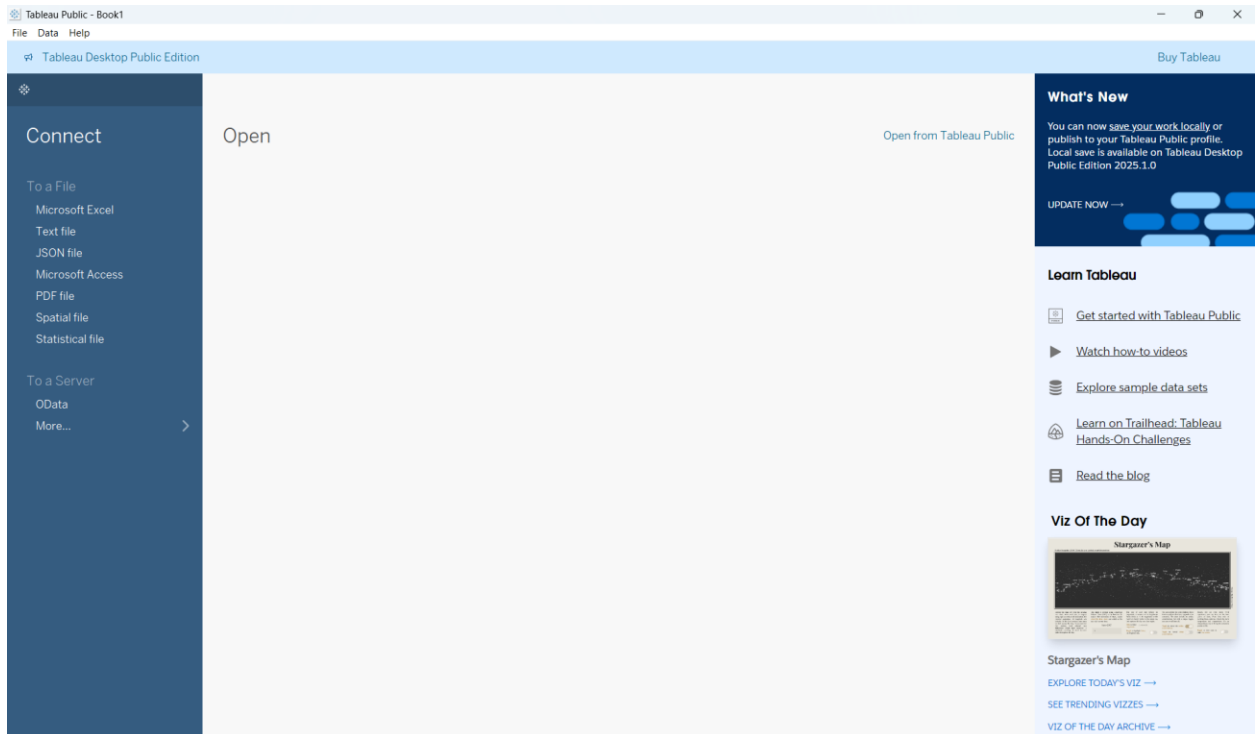 Tableau Public - Book1
File Data Help
Tableau Desktop Public Edition
Buy Tableau
Connect
To a File
Microsoft Excel
Text file
JSON file
Microsoft Access
PDF file
Spatial file
Statistical file
To a Server
OData
More...
Open
Open from Tableau Public
What's New
You can now save your work locally or
publish to your Tableau Public profile.
Local save is available on Tableau Desktop
Public Edition 2025.1.0
UPDATE NOW →
Learn Tableau
Get started with Tableau Public
Watch how-to videos
Explore sample data sets
Learn on Trailhead: Tableau
Hands-On Challenges
Read the blog
Viz Of The Day
Stargazer's Map
Stargazer's Map
EXPLORE TODAY'S VIZ →
SEE TRENDING VIZZES →
VIZ OF THE DAY ARCHIVE →